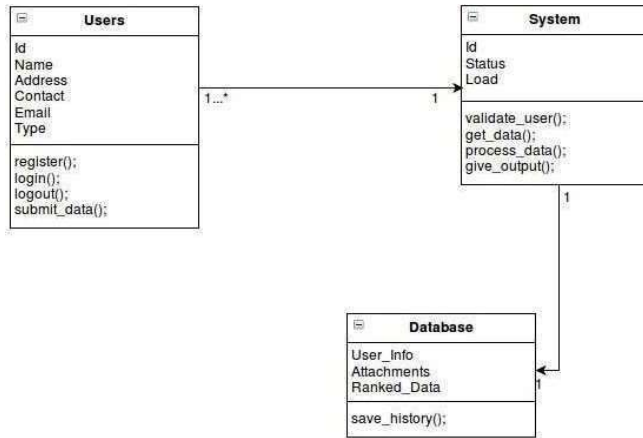 Users
Id
Name
Address
Contact
Email
Type
register();
login();
logout();
submit_data();
1...*
1
System
Id
Status
Load
validate_user();
get_data();
process_data();
give_output();
1
Database
User_Info
Attachments
Ranked_Data
save_history();
1